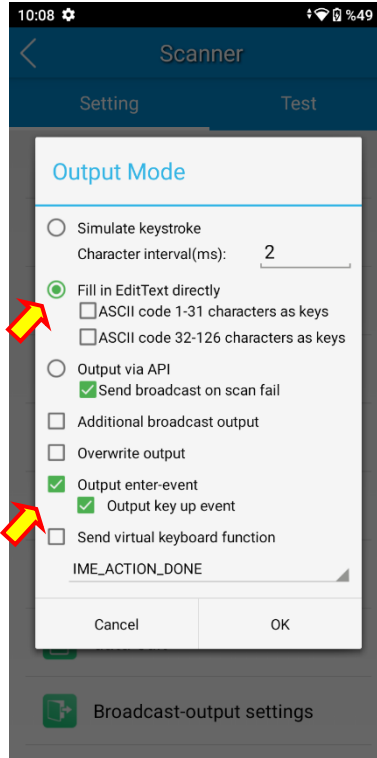 10:08 %49
Scanner
Setting Test
Output Mode
Simulate keystroke
Character interval(ms): 2
Fill in EditText directly
ASCII code 1-31 characters as keys
ASCII code 32-126 characters as keys
Output via API
Send broadcast on scan fail
Additional broadcast output
Overwrite output
Output enter-event
Output key up event
Send virtual keyboard function
IME_ACTION_DONE
Cancel OK
Broadcast-output settings